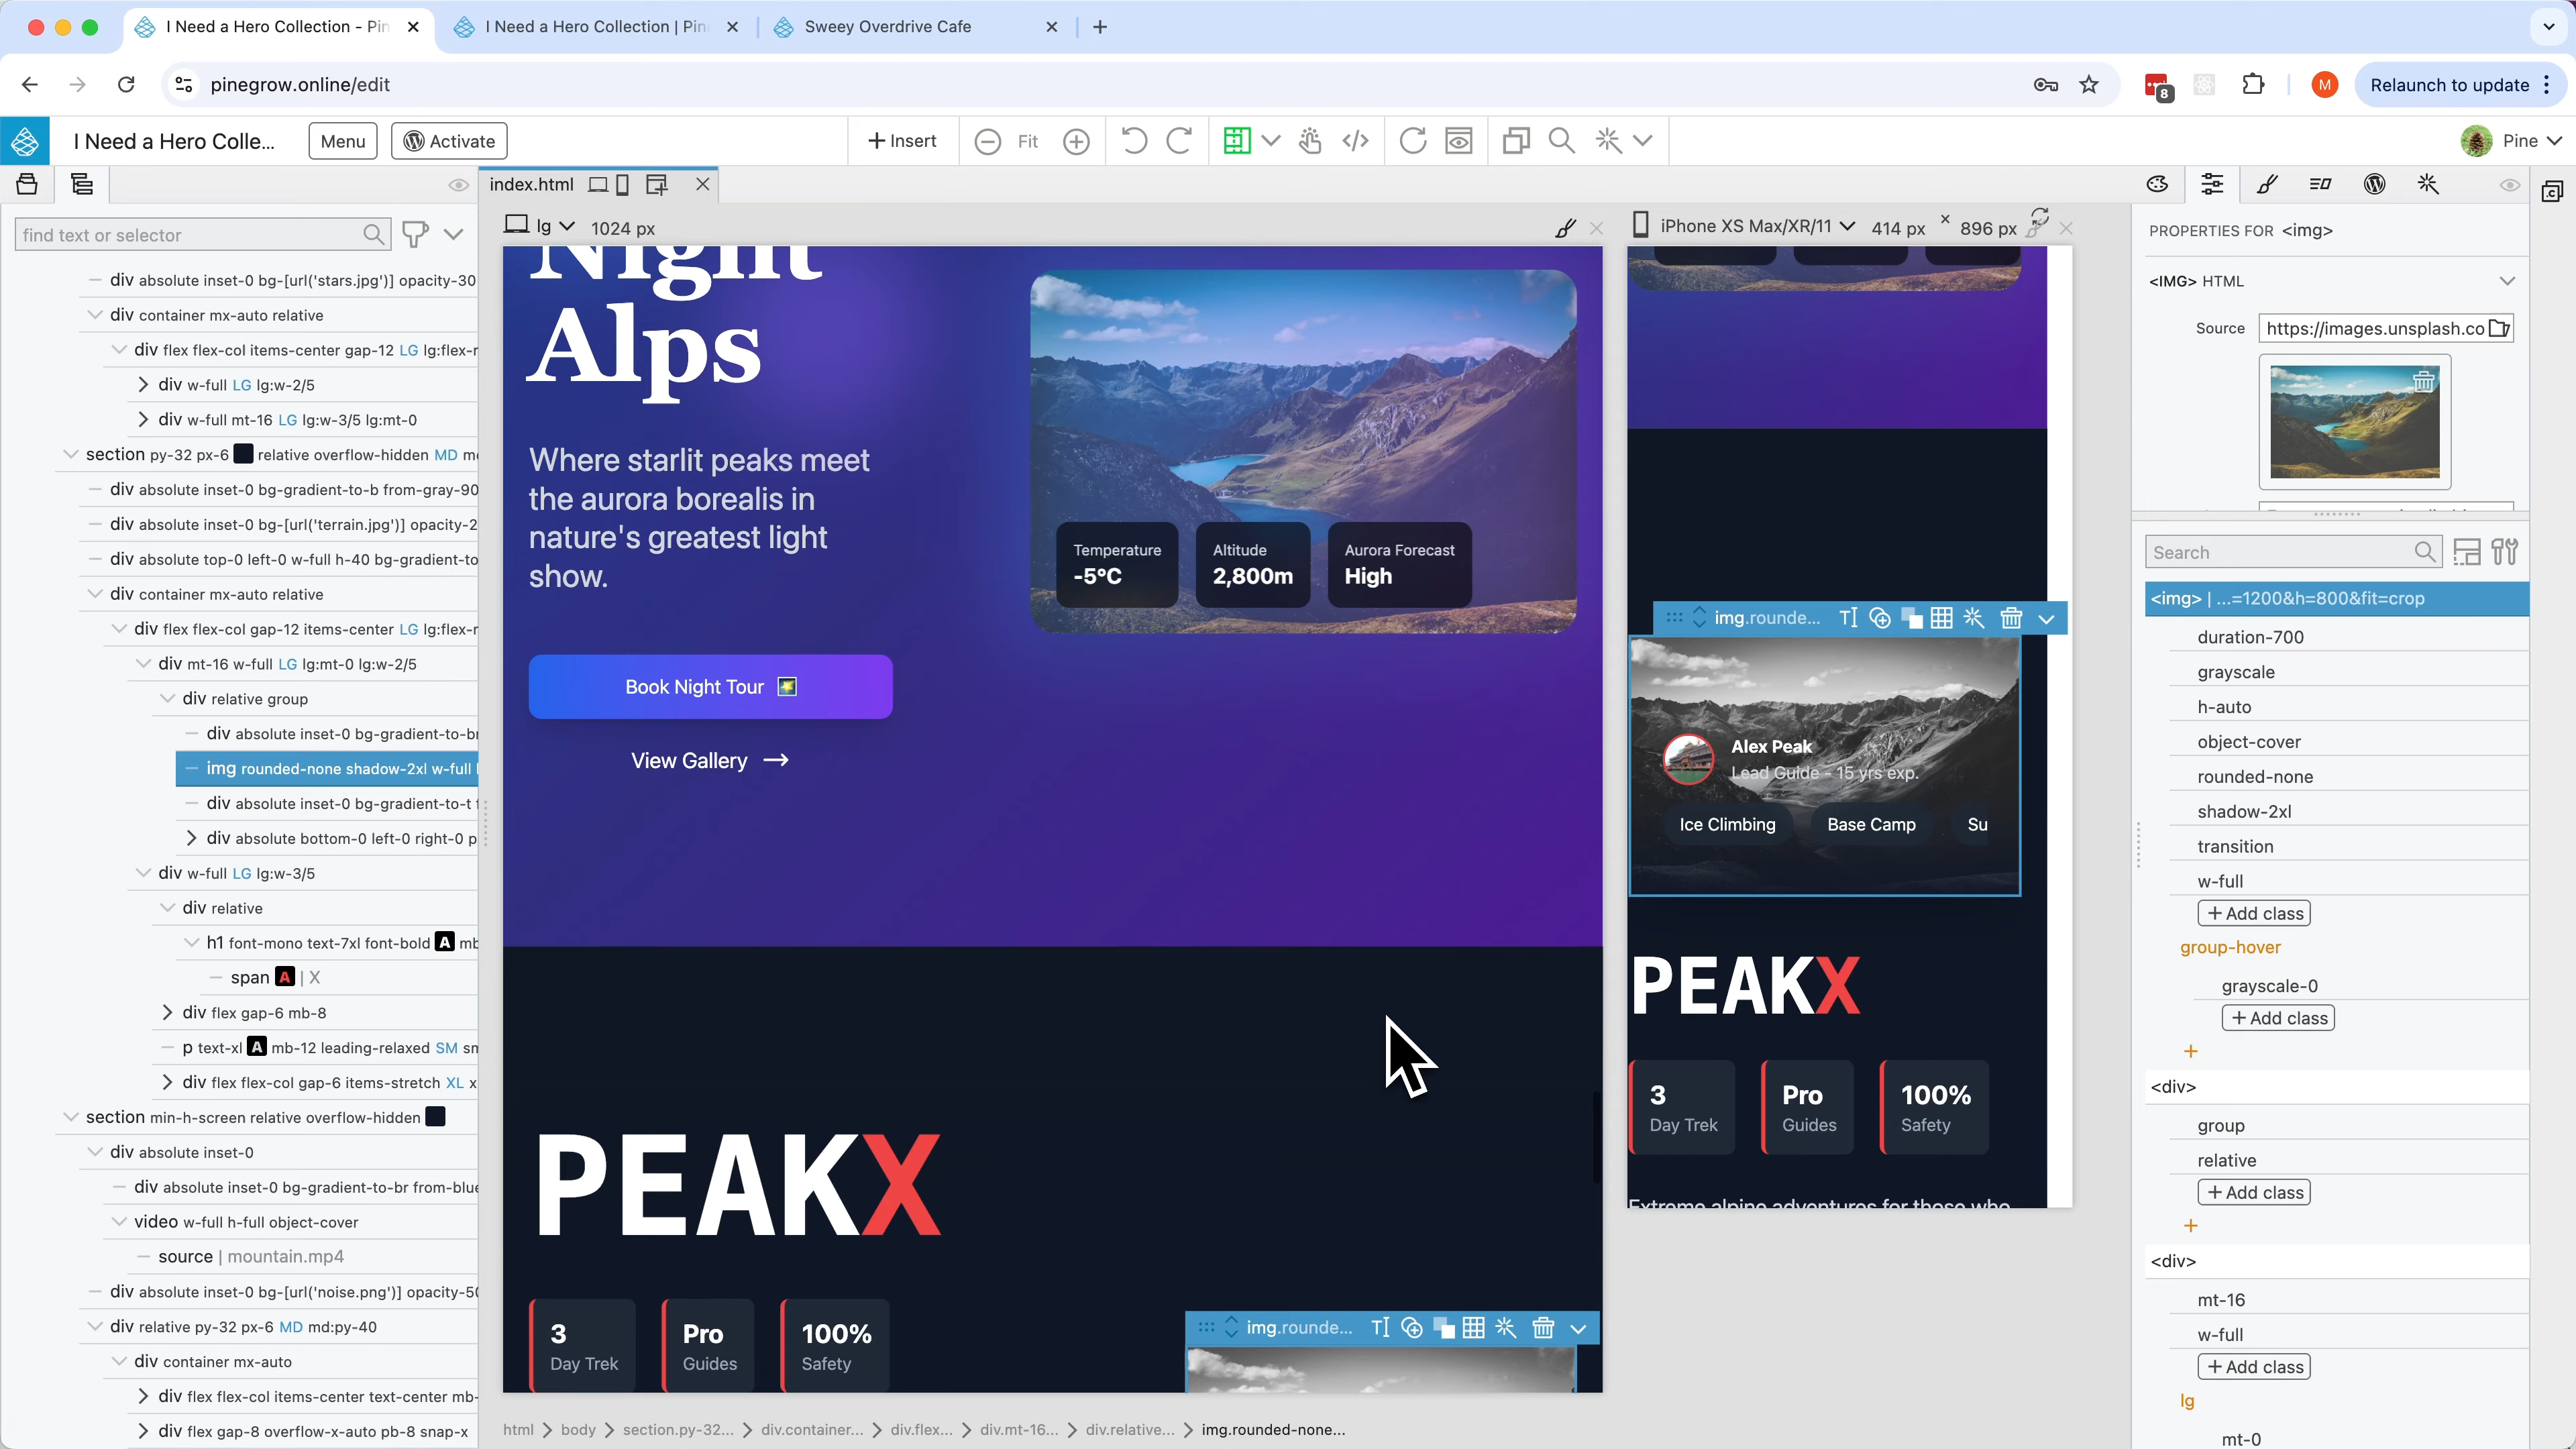 I Need a Hero Collection - Pin
I Need a Hero Collection | Pin
Sweey Overdrive Cafe
pinegrow.online/edit
8
M
Relaunch to update
I Need a Hero Colle...
Menu
Activate
Insert
Fit
Pine
index.html
find text or selector
lg
1024 px
iPhone XS Max/XR/11
414 px
×
896 px
PROPERTIES FOR <img>
<IMG> HTML
Source
https://images.unsplash.co
div absolute inset-0 bg-[url('stars.jpg')] opacity-30
div container mx-auto relative
div flex flex-col items-center gap-12 LG lg:flex-r
div w-full LG lg:w-2/5
div w-full mt-16 LG lg:w-3/5 lg:mt-0
section py-32 px-6 relative overflow-hidden MD m
div absolute inset-0 bg-gradient-to-b from-gray-90
div absolute inset-0 bg-[url('terrain.jpg')] opacity-2
div absolute top-0 left-0 w-full h-40 bg-gradient-to
div container mx-auto relative
div flex flex-col gap-12 items-center LG lg:flex-r
div mt-16 w-full LG lg:mt-0 lg:w-2/5
div relative group
div absolute inset-0 bg-gradient-to-br
img rounded-none shadow-2xl w-full
div absolute inset-0 bg-gradient-to-t
div absolute bottom-0 left-0 right-0 p
div w-full LG lg:w-3/5
div relative
h1 font-mono text-7xl font-bold A mb
span A | X
div flex gap-6 mb-8
p text-xl A mb-12 leading-relaxed SM sm
div flex flex-col gap-6 items-stretch XL x
section min-h-screen relative overflow-hidden
div absolute inset-0
div absolute inset-0 bg-gradient-to-br from-blue
video w-full h-full object-cover
source | mountain.mp4
div absolute inset-0 bg-[url('noise.png')] opacity-50
div relative py-32 px-6 MD md:py-40
div container mx-auto
div flex flex-col items-center text-center mb-
div flex gap-8 overflow-x-auto pb-8 snap-x
Night
Alps
Where starlit peaks meet
the aurora borealis in
nature's greatest light
show.
Temperature
-5°C
Altitude
2,800m
Aurora Forecast
High
Book Night Tour
View Gallery
PEAKX
3
Day Trek
Pro
Guides
100%
Safety
img.rounde...
img.rounde...
Alex Peak
Lead Guide - 15 yrs exp.
Ice Climbing
Base Camp
Su
PEAKX
3
Day Trek
Pro
Guides
100%
Safety
Extreme alpine adventures for those who
html
body
section.py-32...
div.container...
div.flex...
div.mt-16...
div.relative...
img.rounded-none...
Search
<img> | ...=1200&h=800&fit=crop
duration-700
grayscale
h-auto
object-cover
rounded-none
shadow-2xl
transition
w-full
+ Add class
group-hover
grayscale-0
+ Add class
+
<div>
group
relative
+ Add class
+
<div>
mt-16
w-full
+ Add class
lg
mt-0